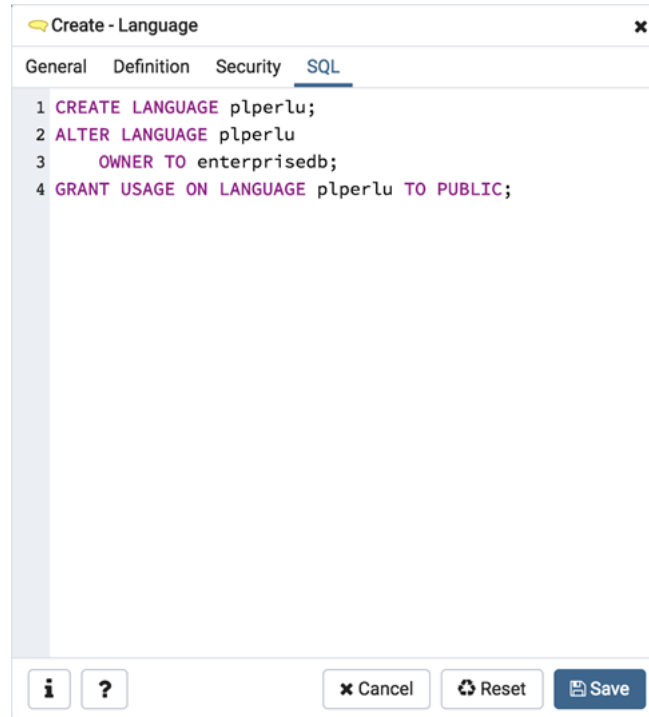 Create - Language
General Definition Security SQL
1 CREATE LANGUAGE plperlu;
2 ALTER LANGUAGE plperlu
3 OWNER TO enterprisedb;
4 GRANT USAGE ON LANGUAGE plperlu TO PUBLIC;
i ? Cancel Reset Save